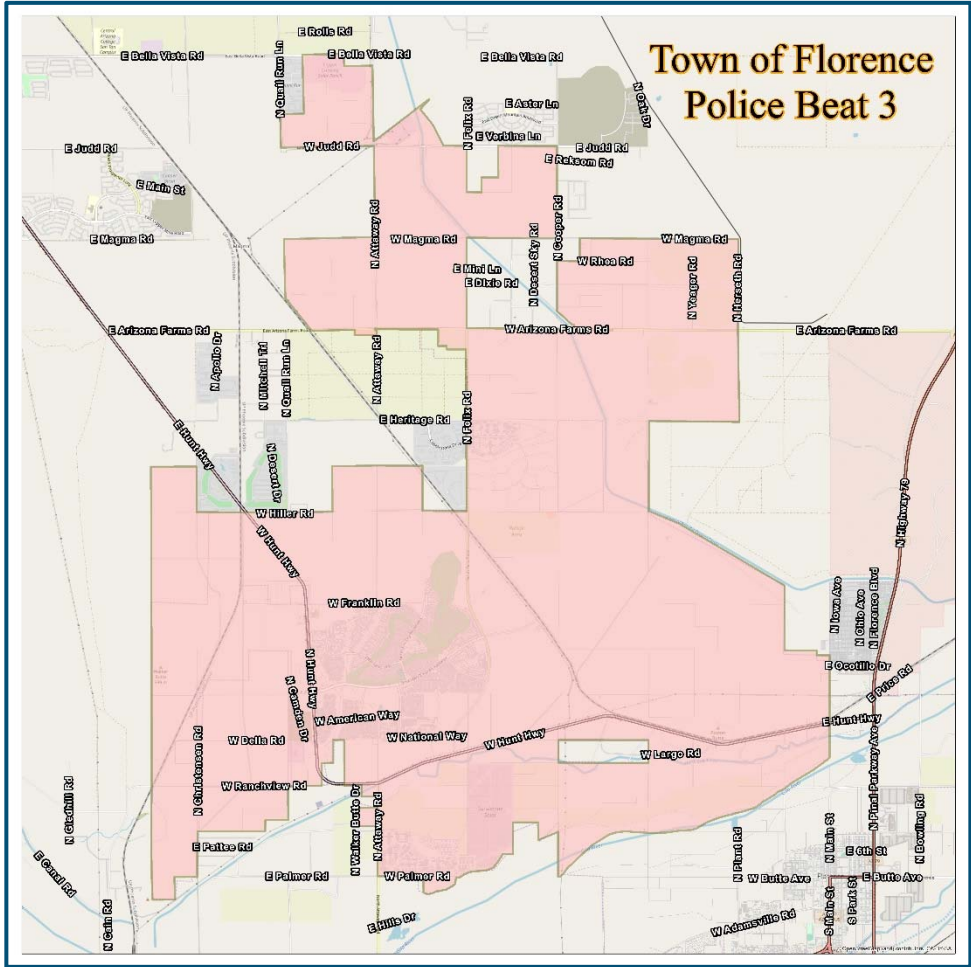 Town of Florence
Police Beat 3
E Rolls Rd
E Bella Vista Rd
E Bella Vista Rd
E Bella Vista Rd
N Quail Run Ln
N Felix Rd
E Aster Ln
N Oak Dr
E Verbina Ln
E Judd Rd
W Judd Rd
E Judd Rd
E Reksom Rd
E Main St
N Attaway Rd
N Desert Sky Rd
N Cooper Rd
E Magma Rd
W Magma Rd
W Magma Rd
E Mini Ln
W Rhea Rd
E Dixie Rd
N Yeager Rd
N Herseth Rd
E Arizona Farms Rd
W Arizona Farms Rd
E Arizona Farms Rd
N Apollo Dr
N Mitchell Trl
N Quail Run Ln
N Attaway Rd
E Heritage Rd
N Felix Rd
E Hunt Hwy
N Desert Dr
N Highway 79
W Hiller Rd
W Hunt Hwy
W Franklin Rd
N Iowa Ave
N Ohio Ave
N Florence Blvd
N Hunt Hwy
N Camden Dr
E Ocotillo Dr
E Price Rd
W American Way
E Hunt Hwy
W Della Rd
W National Way
W Hunt Hwy
W Largo Rd
N Christensen Rd
W Ranchview Rd
N Pinal Parkway Ave
N Gledhill Rd
N Walker Butte Dr
N Attaway Rd
N Plant Rd
N Main St
N Bowling Rd
E Pattee Rd
E 6th St
E Canal Rd
E Palmer Rd
W Palmer Rd
W Butte Ave
E Butte Ave
N Cain Rd
E Hills Dr
W Adamsville Rd
S Main St
S Park St